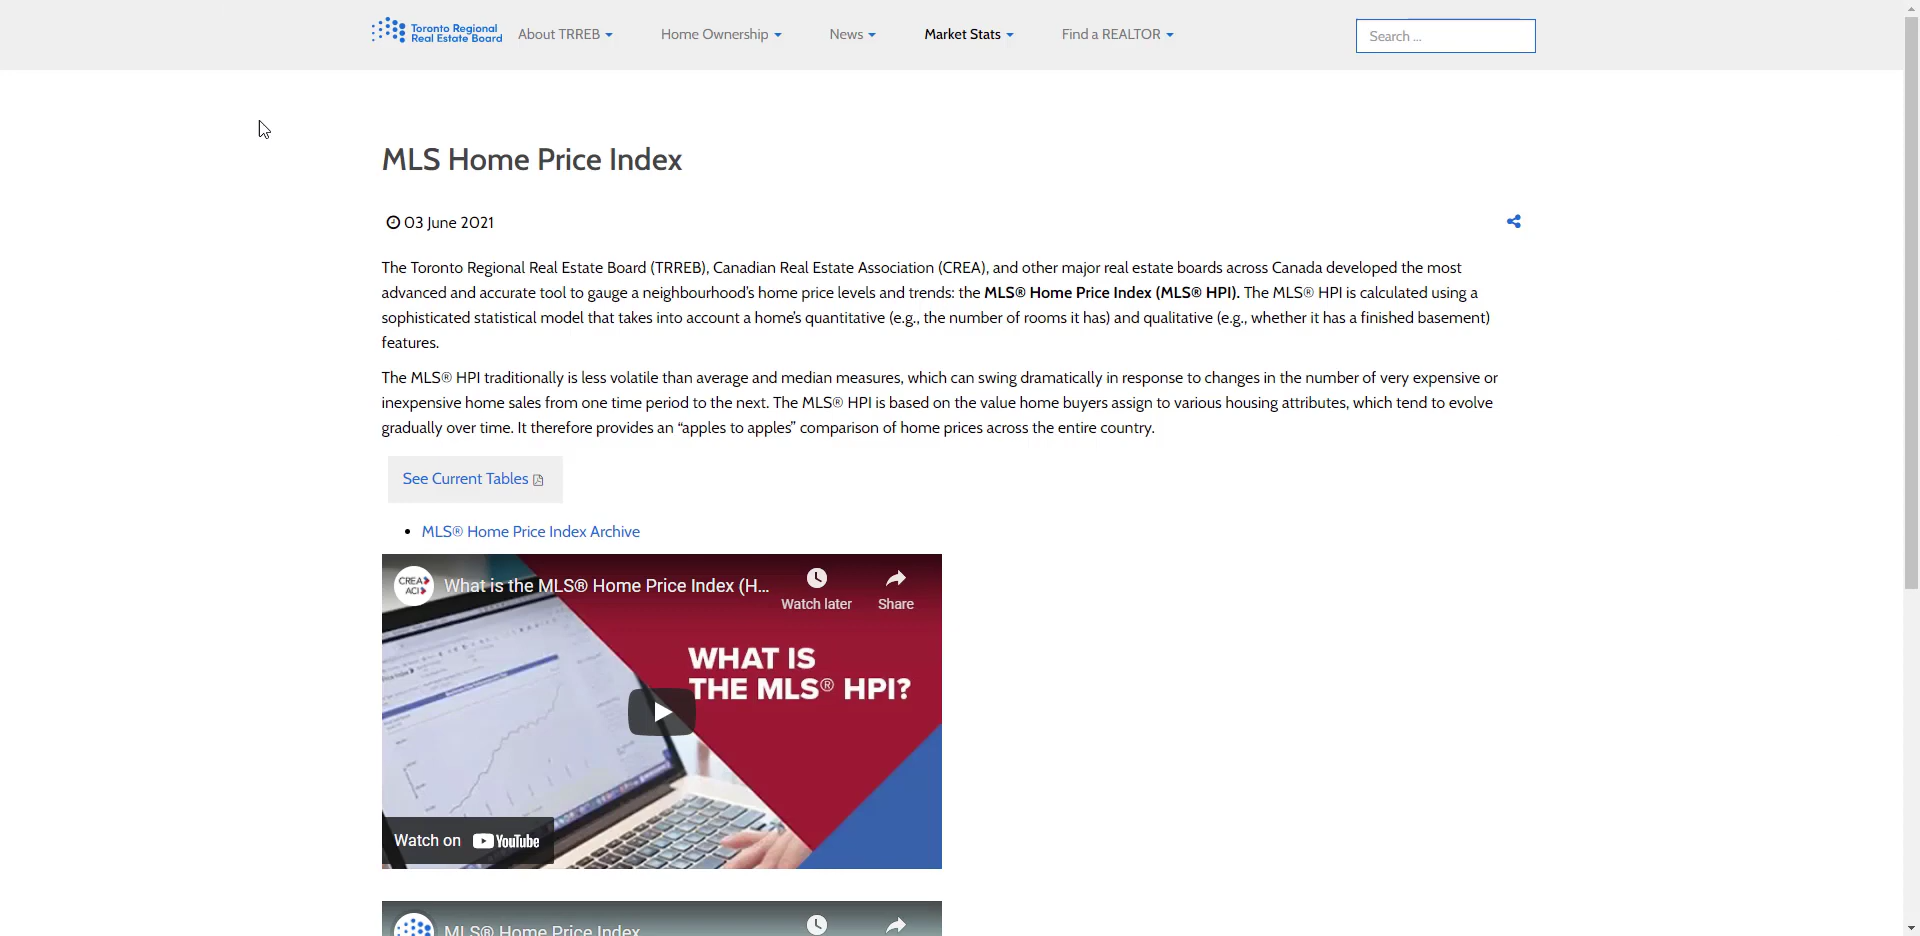 Toronto Regional
Real Estate Board
About TRREB
Home Ownership
News
Market Stats
Find a REALTOR
Search ...
MLS Home Price Index
03 June 2021
The Toronto Regional Real Estate Board (TRREB), Canadian Real Estate Association (CREA), and other major real estate boards across Canada developed the most
advanced and accurate tool to gauge a neighbourhood's home price levels and trends: the MLS® Home Price Index (MLS® HPI). The MLS® HPI is calculated using a
sophisticated statistical model that takes into account a home's quantitative (e.g., the number of rooms it has) and qualitative (e.g., whether it has a finished basement)
features.
The MLS® HPI traditionally is less volatile than average and median measures, which can swing dramatically in response to changes in the number of very expensive or
inexpensive home sales from one time period to the next. The MLS® HPI is based on the value home buyers assign to various housing attributes, which tend to evolve
gradually over time. It therefore provides an “apples to apples” comparison of home prices across the entire country.
See Current Tables
• MLS® Home Price Index Archive
CREA
ACI
What is the MLS® Home Price Index (H...
Watch later
Share
WHAT IS
THE MLS® HPI?
Watch on YouTube
MLS® Home Price Index